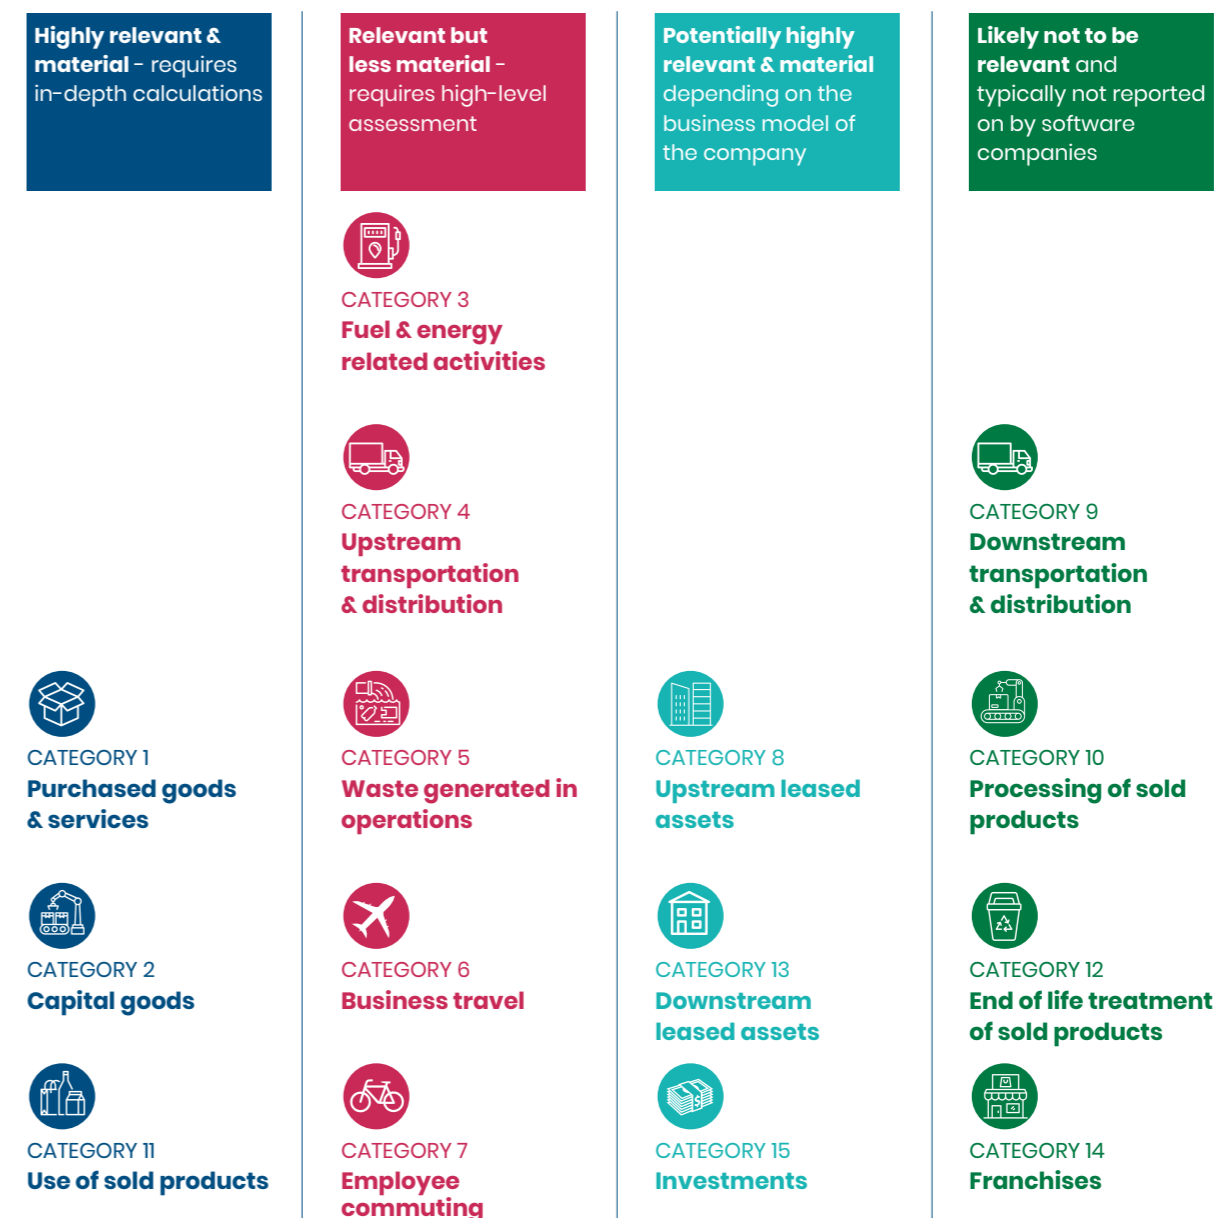 Highly relevant &
material - requires
in-depth calculations
CATEGORY 1
Purchased goods
& services
CATEGORY 2
Capital goods
CATEGORY 11
Use of sold products
Relevant but
less material -
requires high-level
assessment
CATEGORY 3
Fuel & energy
related activities
CATEGORY 4
Upstream
transportation
& distribution
CATEGORY 5
Waste generated in
operations
CATEGORY 6
Business travel
CATEGORY 7
Employee
commuting
Potentially highly
relevant & material
depending on the
business model of
the company
CATEGORY 8
Upstream leased
assets
CATEGORY 13
Downstream
leased assets
CATEGORY 15
Investments
Likely not to be
relevant and
typically not reported
on by software
companies
CATEGORY 9
Downstream
transportation
& distribution
CATEGORY 10
Processing of sold
products
CATEGORY 12
End of life treatment
of sold products
CATEGORY 14
Franchises